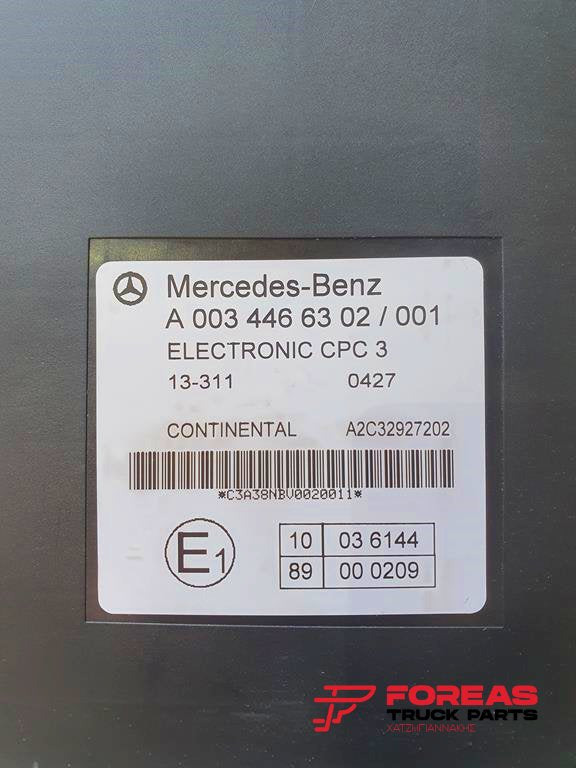 Mercedes-Benz
A 003 446 63 02 / 001
ELECTRONIC CPC 3
13-311 0427
CONTINENTAL A2C32927202
*C3A38NBV0020011*
E1
10 03 6144
89 00 0209
FOREAS
TRUCK PARTS
ΧΑΤΖΗΓΙΑΝΝΑΚΗΣ